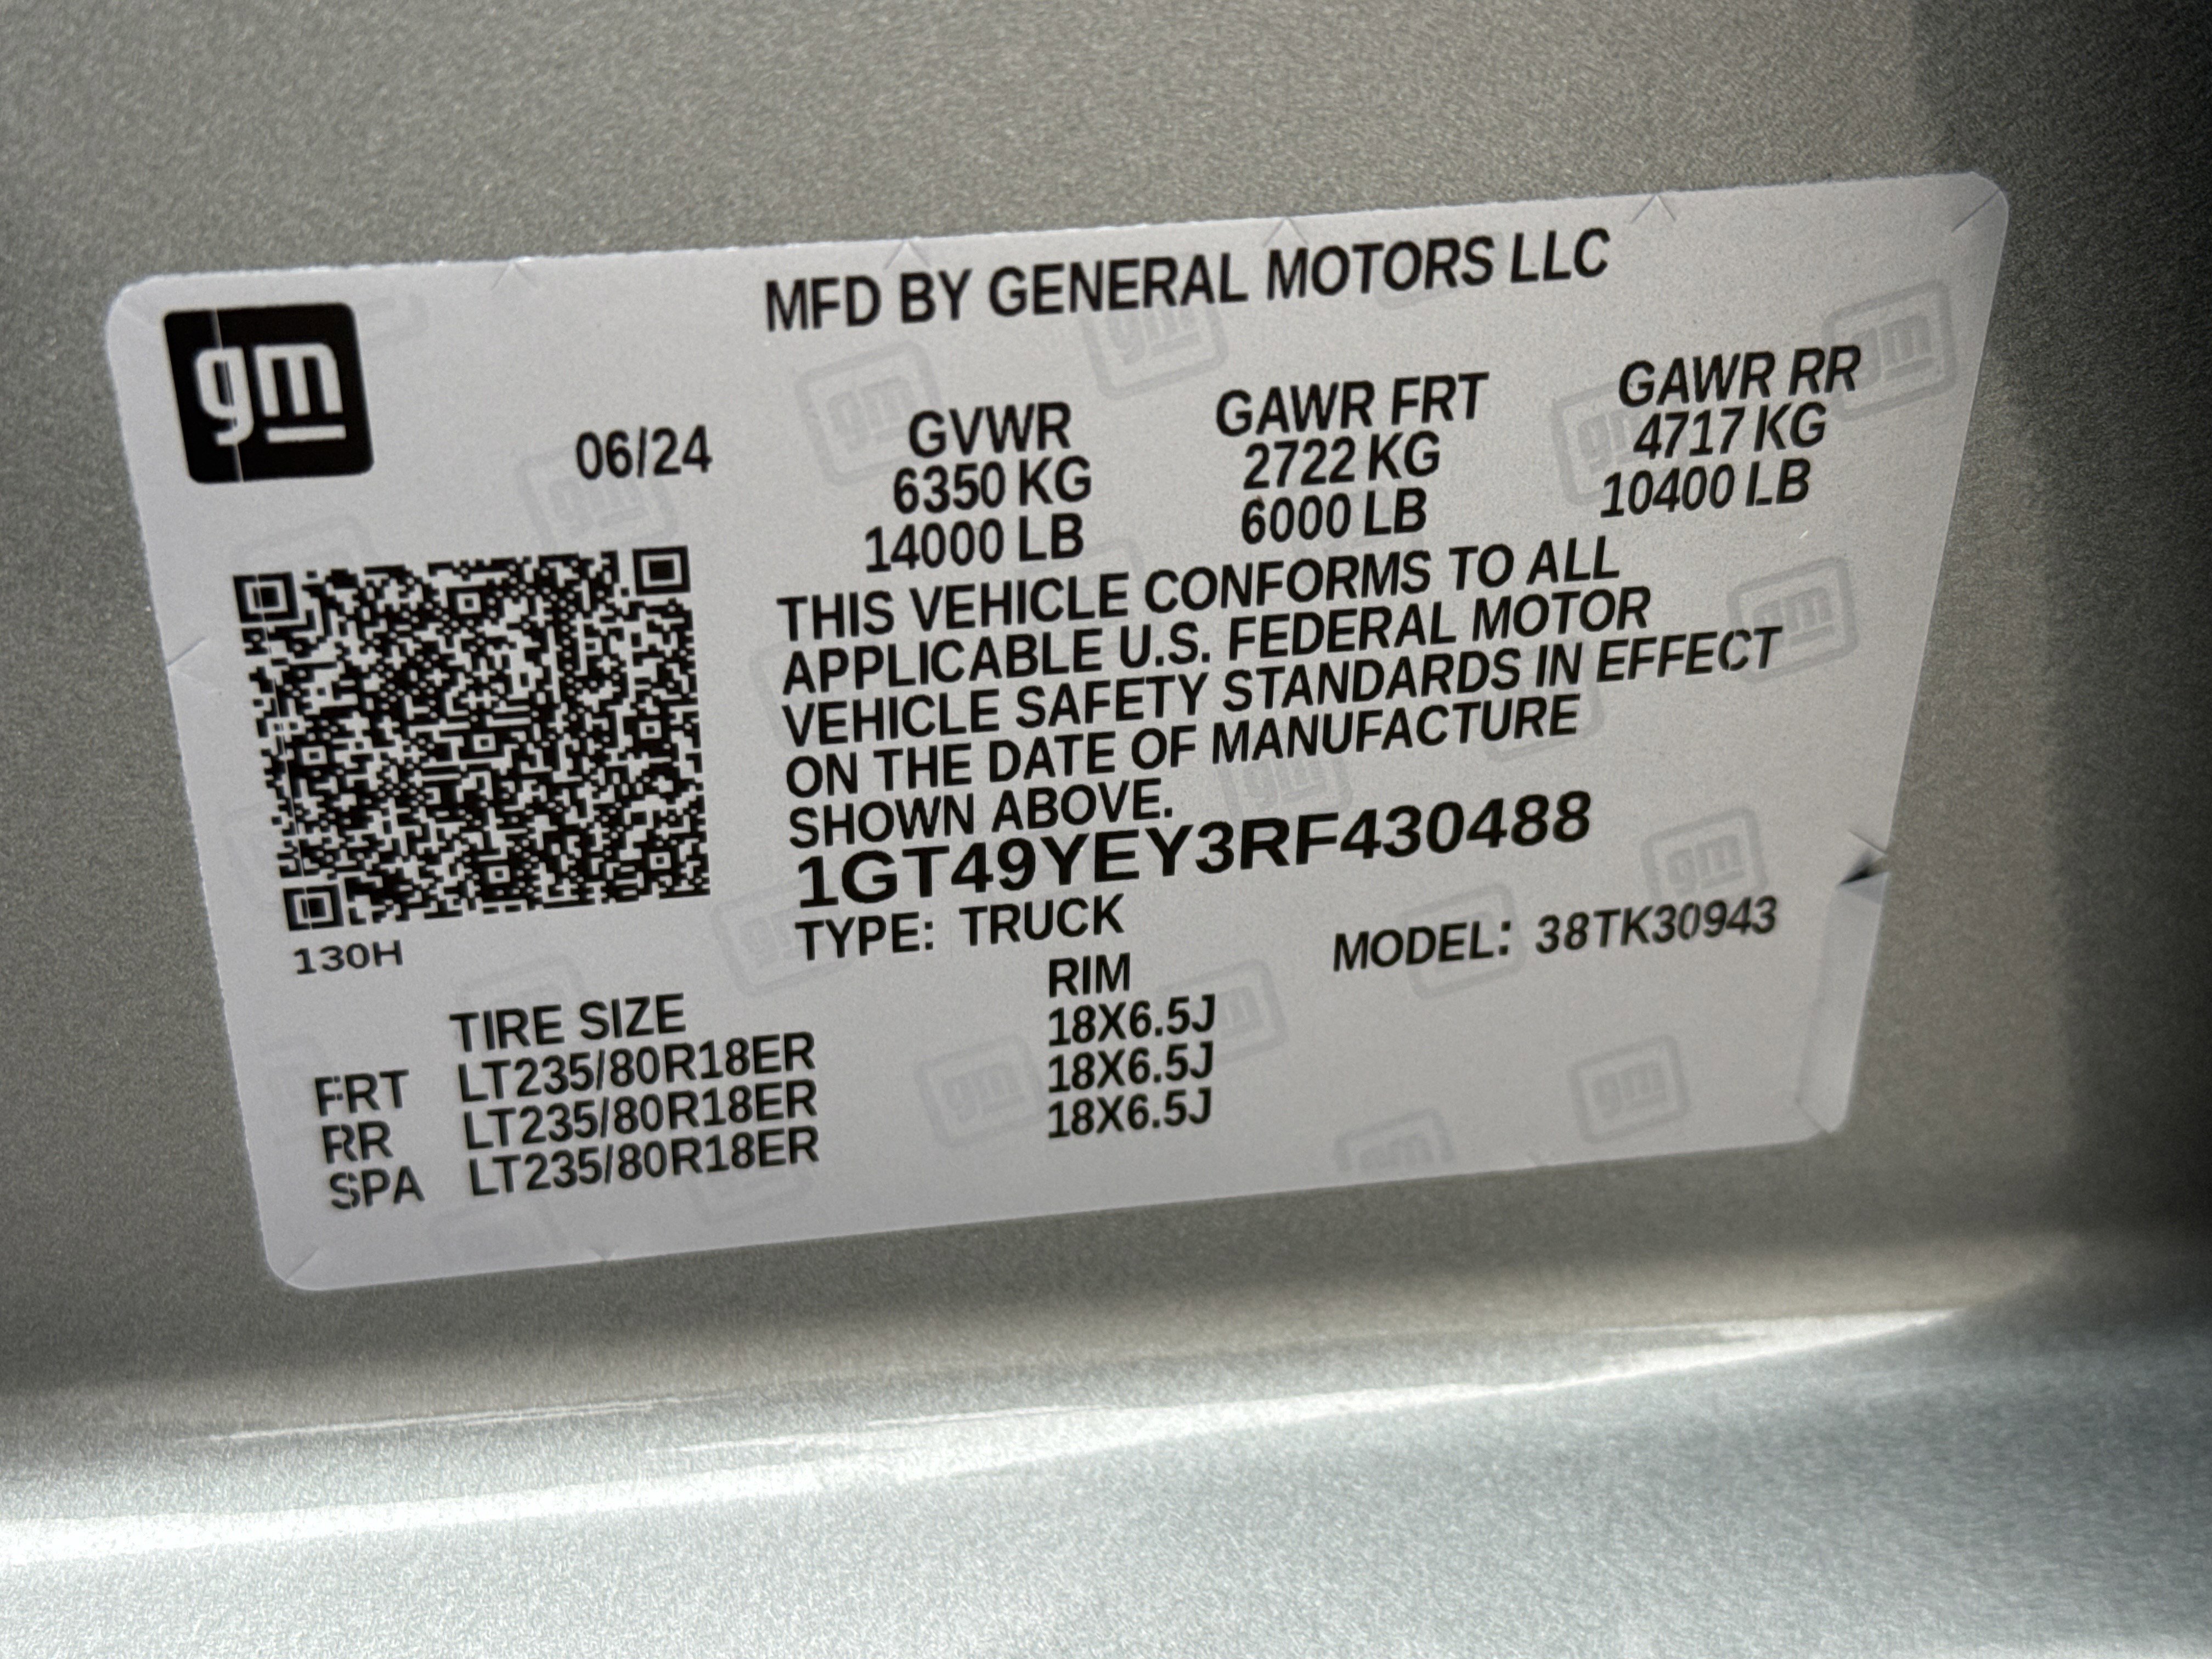 gm
MFD BY GENERAL MOTORS LLC
06/24
GVWR
6350 KG
14000 LB
GAWR FRT
2722 KG
6000 LB
GAWR RR
4717 KG
10400 LB
THIS VEHICLE CONFORMS TO ALL
APPLICABLE U.S. FEDERAL MOTOR
VEHICLE SAFETY STANDARDS IN EFFECT
ON THE DATE OF MANUFACTURE
SHOWN ABOVE.
1GT49YEY3RF430488
TYPE: TRUCK
MODEL: 38TK30943
130H
TIRE SIZE RIM
FRT LT235/80R18ER 18X6.5J
RR LT235/80R18ER 18X6.5J
SPA LT235/80R18ER 18X6.5J